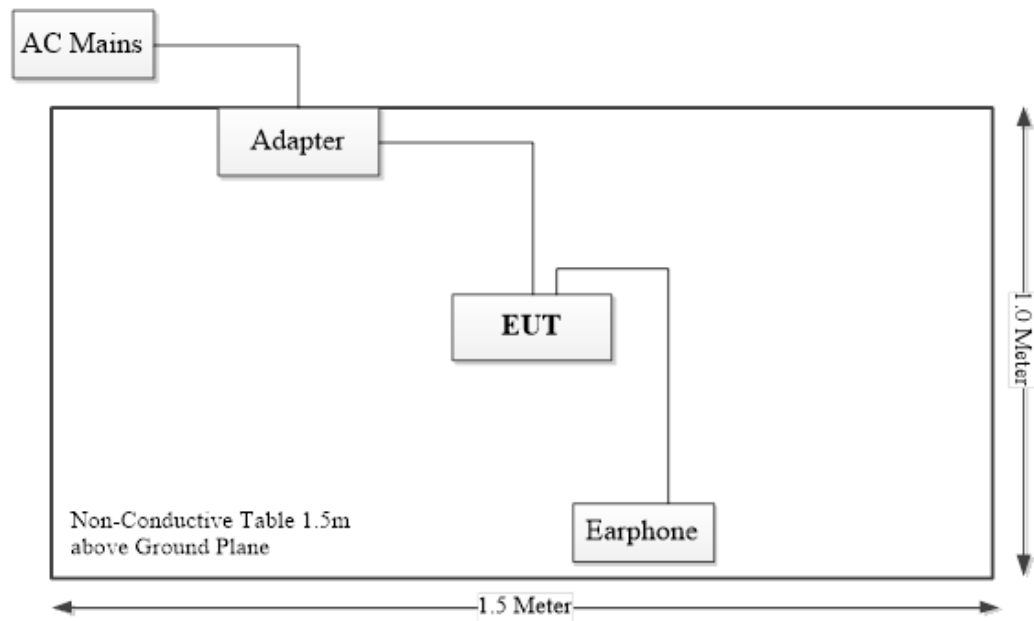 AC Mains
Adapter
EUT
1.0 Meter
Non-Conductive Table 1.5m
above Ground Plane
Earphone
1.5 Meter